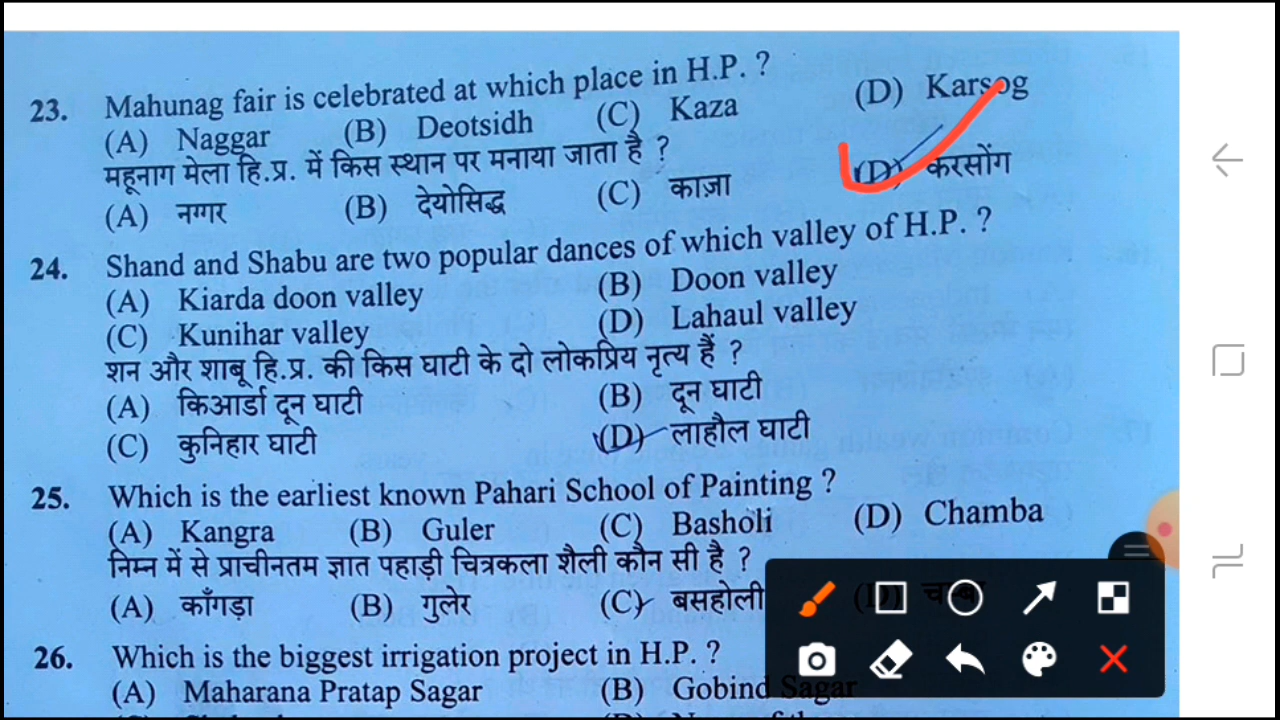 23. Mahunag fair is celebrated at which place in H.P. ?
(A) Naggar (B) Deotsidh (C) Kaza (D) Karsog
महूनाग मेला हि.प्र. में किस स्थान पर मनाया जाता है ?
(A) नग्गर (B) देयोसिद्ध (C) काज़ा (D) करसोंग
24. Shand and Shabu are two popular dances of which valley of H.P. ?
(A) Kiarda doon valley (B) Doon valley
(C) Kunihar valley (D) Lahaul valley
शन और शाबू हि.प्र. की किस घाटी के दो लोकप्रिय नृत्य हैं ?
(A) किआर्डा दून घाटी (B) दून घाटी
(C) कुनिहार घाटी (D) लाहौल घाटी
25. Which is the earliest known Pahari School of Painting ?
(A) Kangra (B) Guler (C) Basholi (D) Chamba
निम्न में से प्राचीनतम ज्ञात पहाड़ी चित्रकला शैली कौन सी है ?
(A) काँगड़ा (B) गुलेर (C) बसहोली (D)
26. Which is the biggest irrigation project in H.P. ?
(A) Maharana Pratap Sagar (B) Gobind Sagar